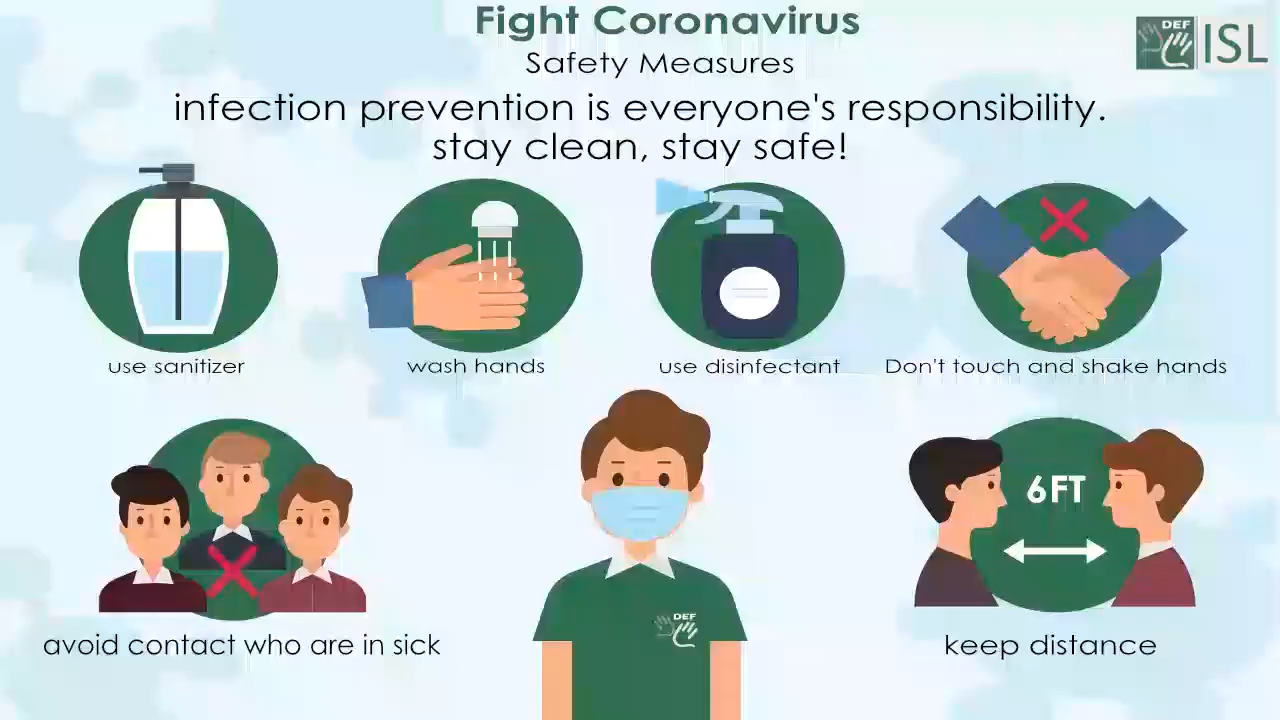 Fight Coronavirus
DEF
ISL
Safety Measures
infection prevention is everyone's responsibility.
stay clean, stay safe!
use sanitizer
wash hands
use disinfectant
Don't touch and shake hands
6FT
DEF
avoid contact who are in sick
keep distance